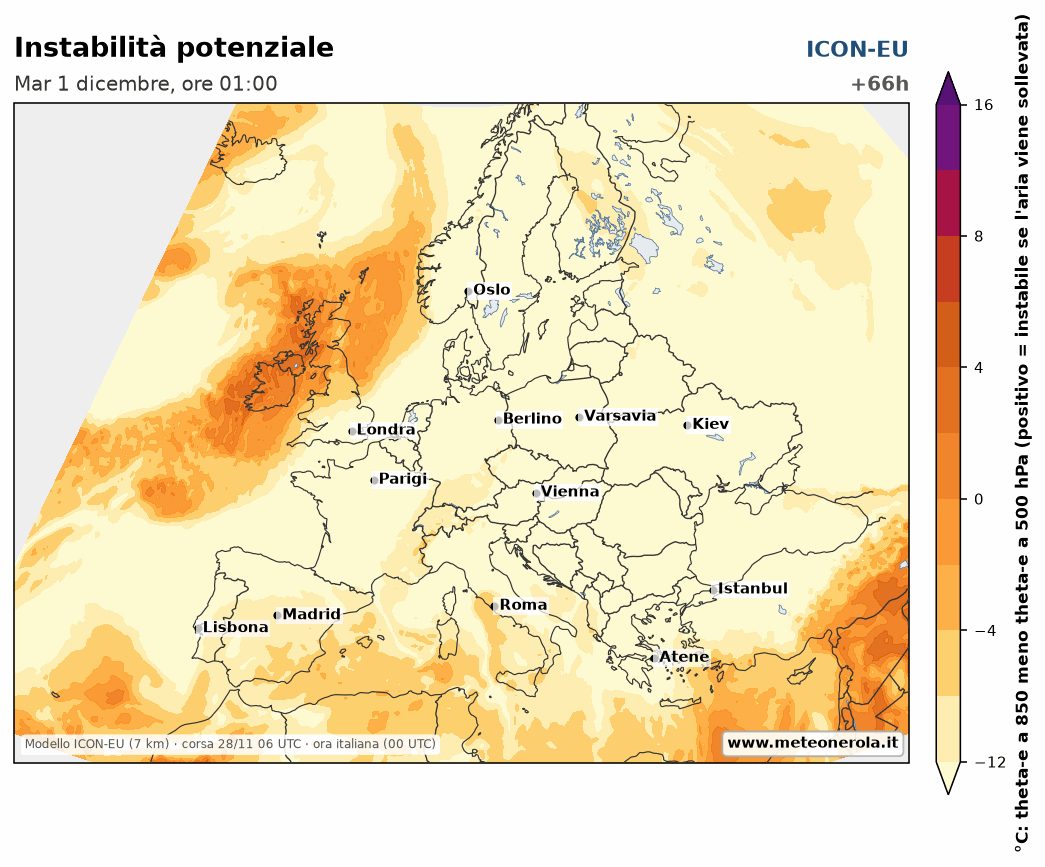 Instabilità potenziale
ICON-EU
Mar 1 dicembre, ore 01:00
+66h
16
8
4
0
−4
−12
°C: theta-e a 850 meno theta-e a 500 hPa (positivo = instabile se l'aria viene sollevata)
Oslo
Berlino
Varsavia
Kiev
Londra
Parigi
Vienna
Istanbul
Roma
Madrid
Lisbona
Atene
Modello ICON-EU (7 km) · corsa 28/11 06 UTC · ora italiana (00 UTC)
www.meteonerola.it